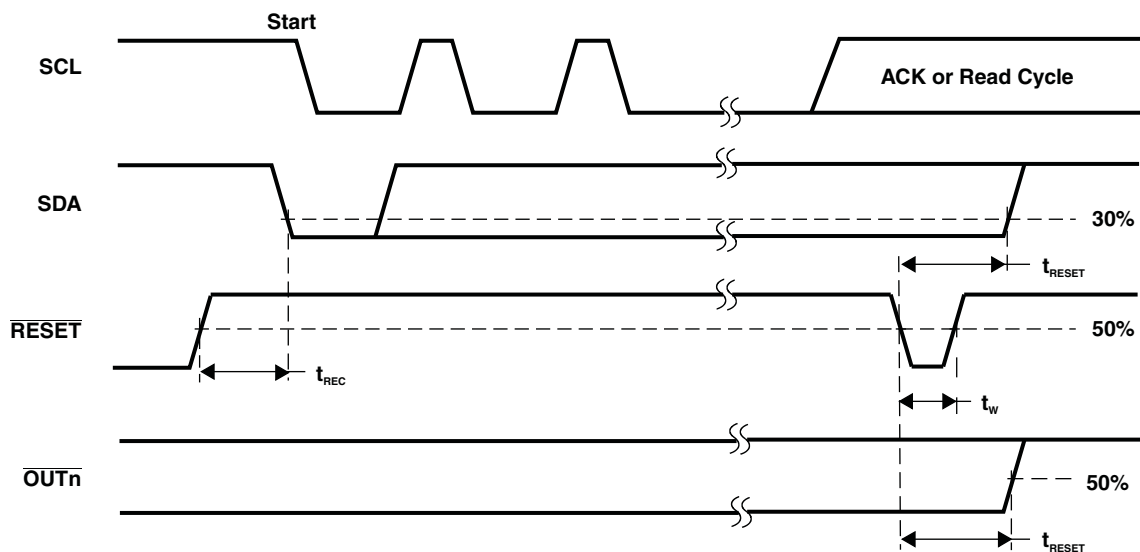 Start
SCL
ACK or Read Cycle
SDA
30%
tRESET
RESET
50%
tREC
tW
OUTn
50%
tRESET